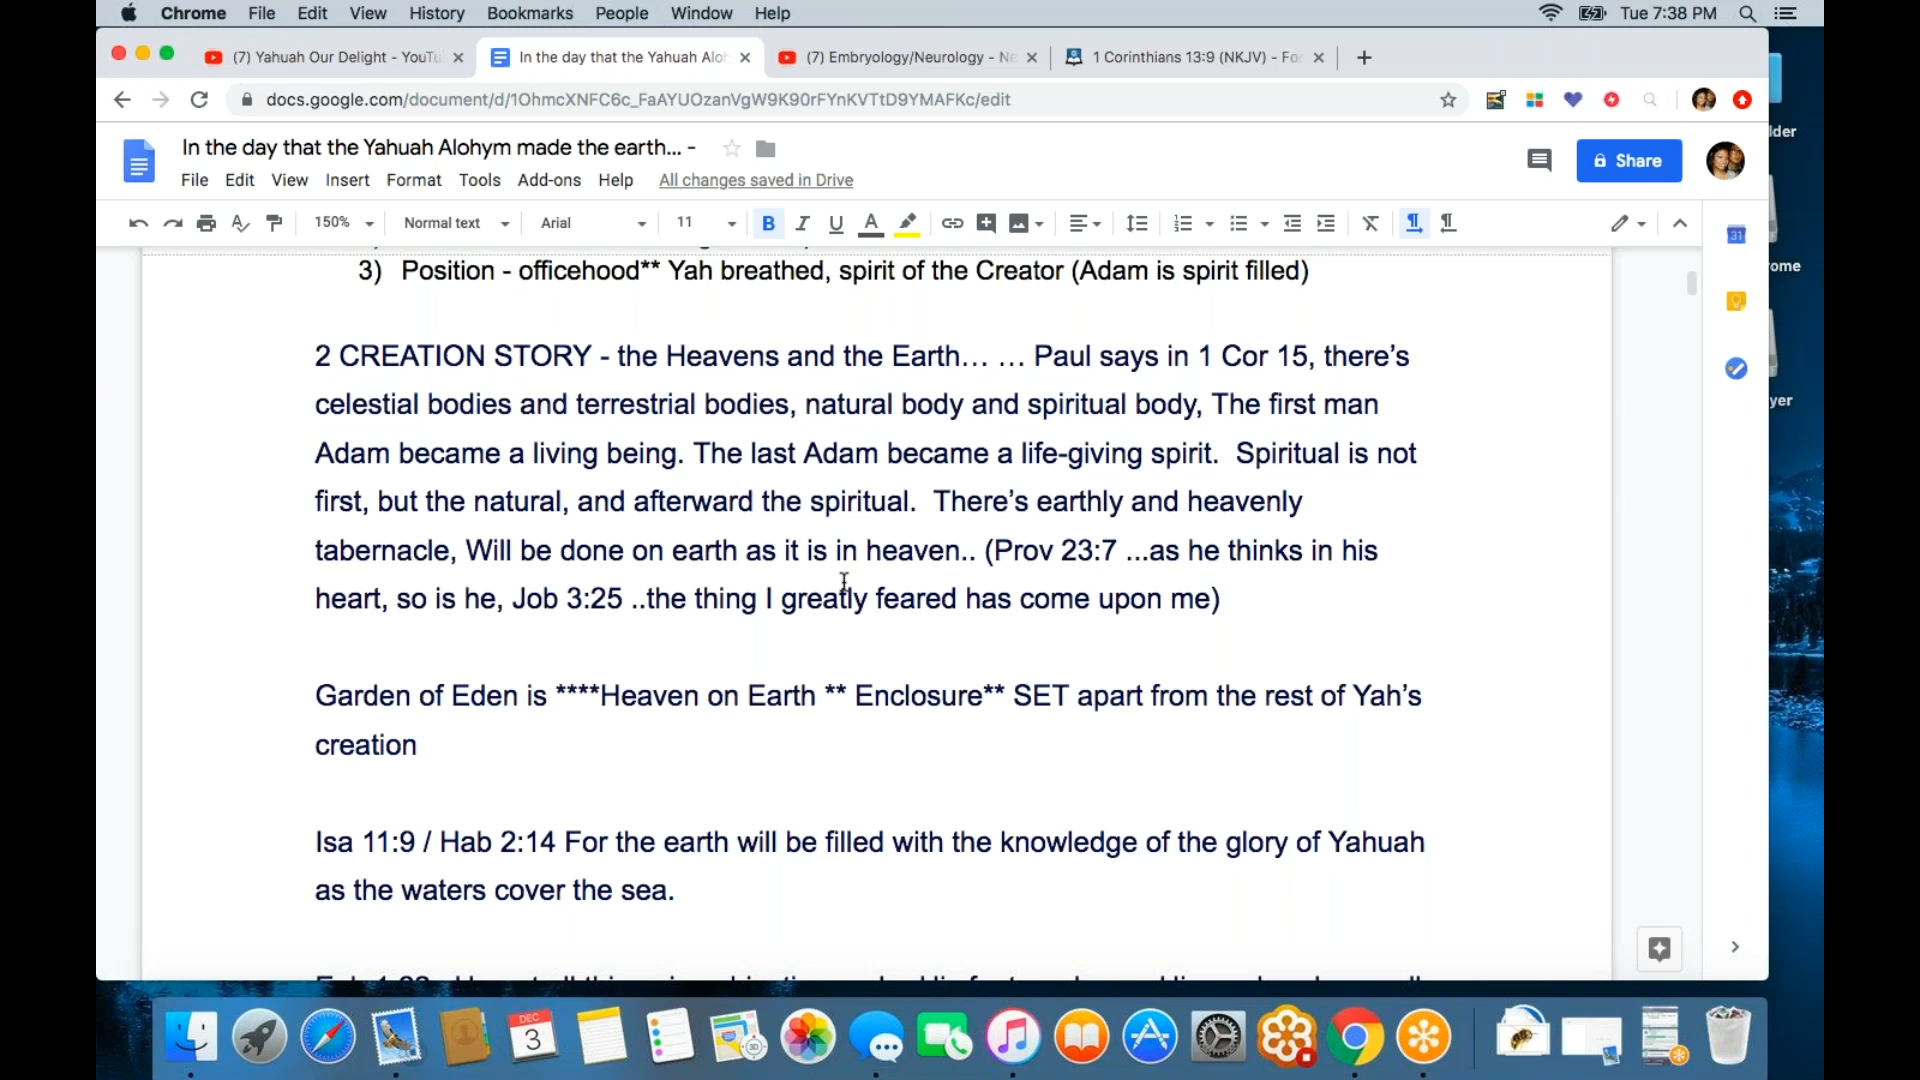 Chrome File Edit View History Bookmarks People Window Help Tue 7:38 PM
(7) Yahuah Our Delight - YouTu In the day that the Yahuah Aloh (7) Embryology/Neurology - Ne 1 Corinthians 13:9 (NKJV) - For
docs.google.com/document/d/1OhmcXNFC6c_FaAYUOzanVgW9K90rFYnKVTtD9YMAFKc/edit
In the day that the Yahuah Alohym made the earth... -
Share
File Edit View Insert Format Tools Add-ons Help All changes saved in Drive
150% Normal text Arial 11
3) Position - officehood** Yah breathed, spirit of the Creator (Adam is spirit filled)
2 CREATION STORY - the Heavens and the Earth… … Paul says in 1 Cor 15, there’s
celestial bodies and terrestrial bodies, natural body and spiritual body, The first man
Adam became a living being. The last Adam became a life-giving spirit. Spiritual is not
first, but the natural, and afterward the spiritual. There’s earthly and heavenly
tabernacle, Will be done on earth as it is in heaven.. (Prov 23:7 ...as he thinks in his
heart, so is he, Job 3:25 ..the thing I greatly feared has come upon me)
Garden of Eden is ****Heaven on Earth ** Enclosure** SET apart from the rest of Yah’s
creation
Isa 11:9 / Hab 2:14 For the earth will be filled with the knowledge of the glory of Yahuah
as the waters cover the sea.
31
lder
ome
yer
DEC
3
3D